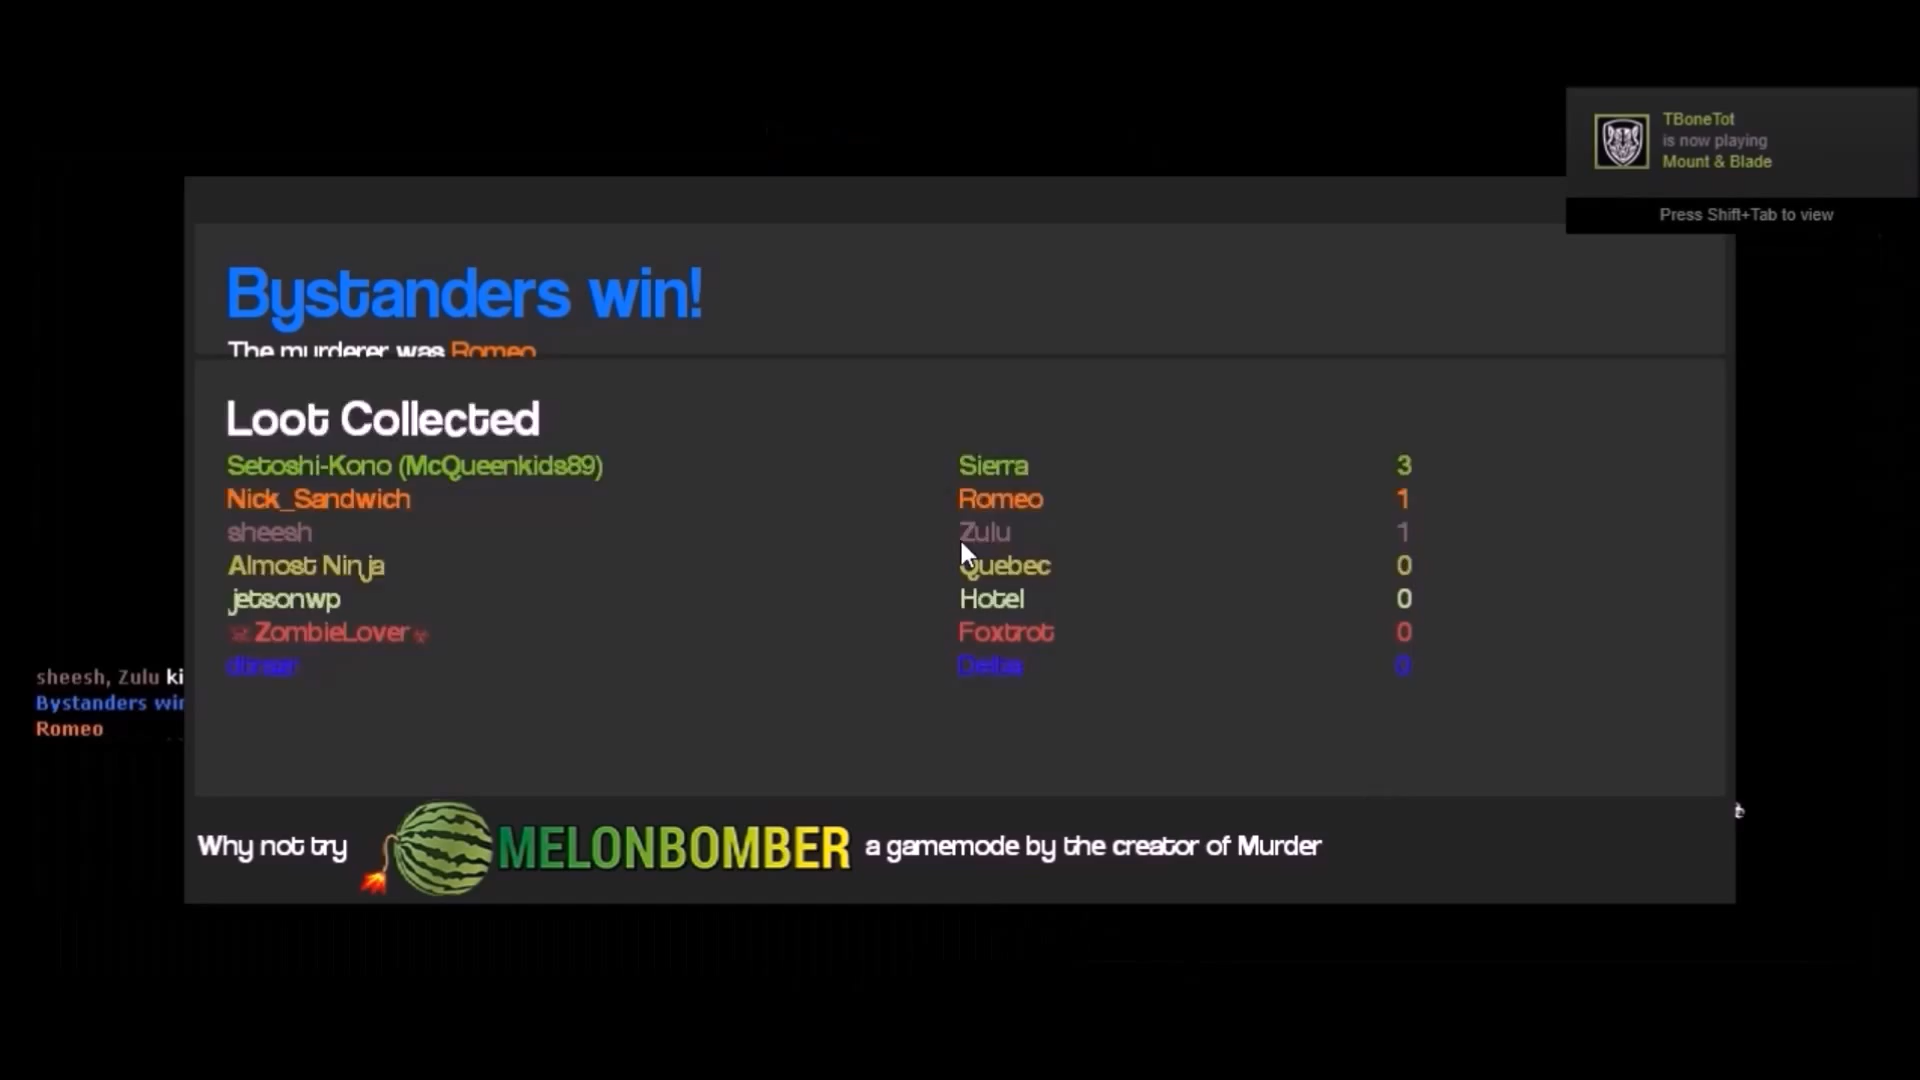 TBoneTot
is now playing
Mount & Blade
Press Shift+Tab to view
Bystanders win!
The murderer was Romeo
Loot Collected
Setoshi-Kono (McQueenkids89) Sierra 3
Nick_Sandwich Romeo 1
sheesh Zulu 1
Almost Ninja Quebec 0
jetsonwp Hotel 0
ZombieLover Foxtrot 0
Delta 0
sheesh, Zulu ki
Bystanders win
Romeo
Why not try MELONBOMBER a gamemode by the creator of Murder